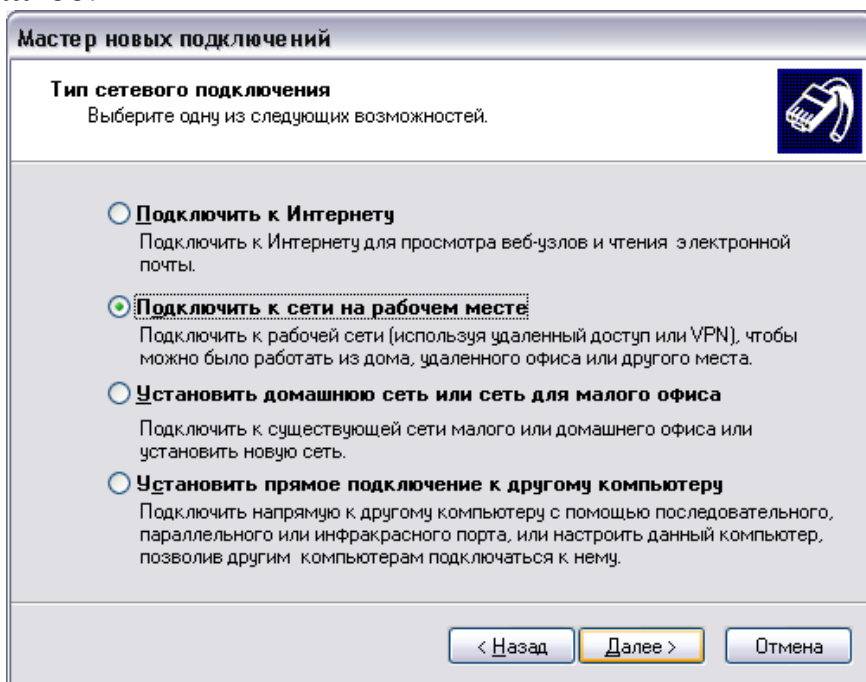 Мастер новых подключений
Тип сетевого подключения
Выберите одну из следующих возможностей.
Подключить к Интернету
Подключить к Интернету для просмотра веб-узлов и чтения электронной
почты.
Подключить к сети на рабочем месте
Подключить к рабочей сети (используя удаленный доступ или VPN), чтобы
можно было работать из дома, удаленного офиса или другого места.
Установить домашнюю сеть или сеть для малого офиса
Подключить к существующей сети малого или домашнего офиса или
установить новую сеть.
Установить прямое подключение к другому компьютеру
Подключить напрямую к другому компьютеру с помощью последовательного,
параллельного или инфракрасного порта, или настроить данный компьютер,
позволив другим компьютерам подключаться к нему.
< Назад Далее > Отмена